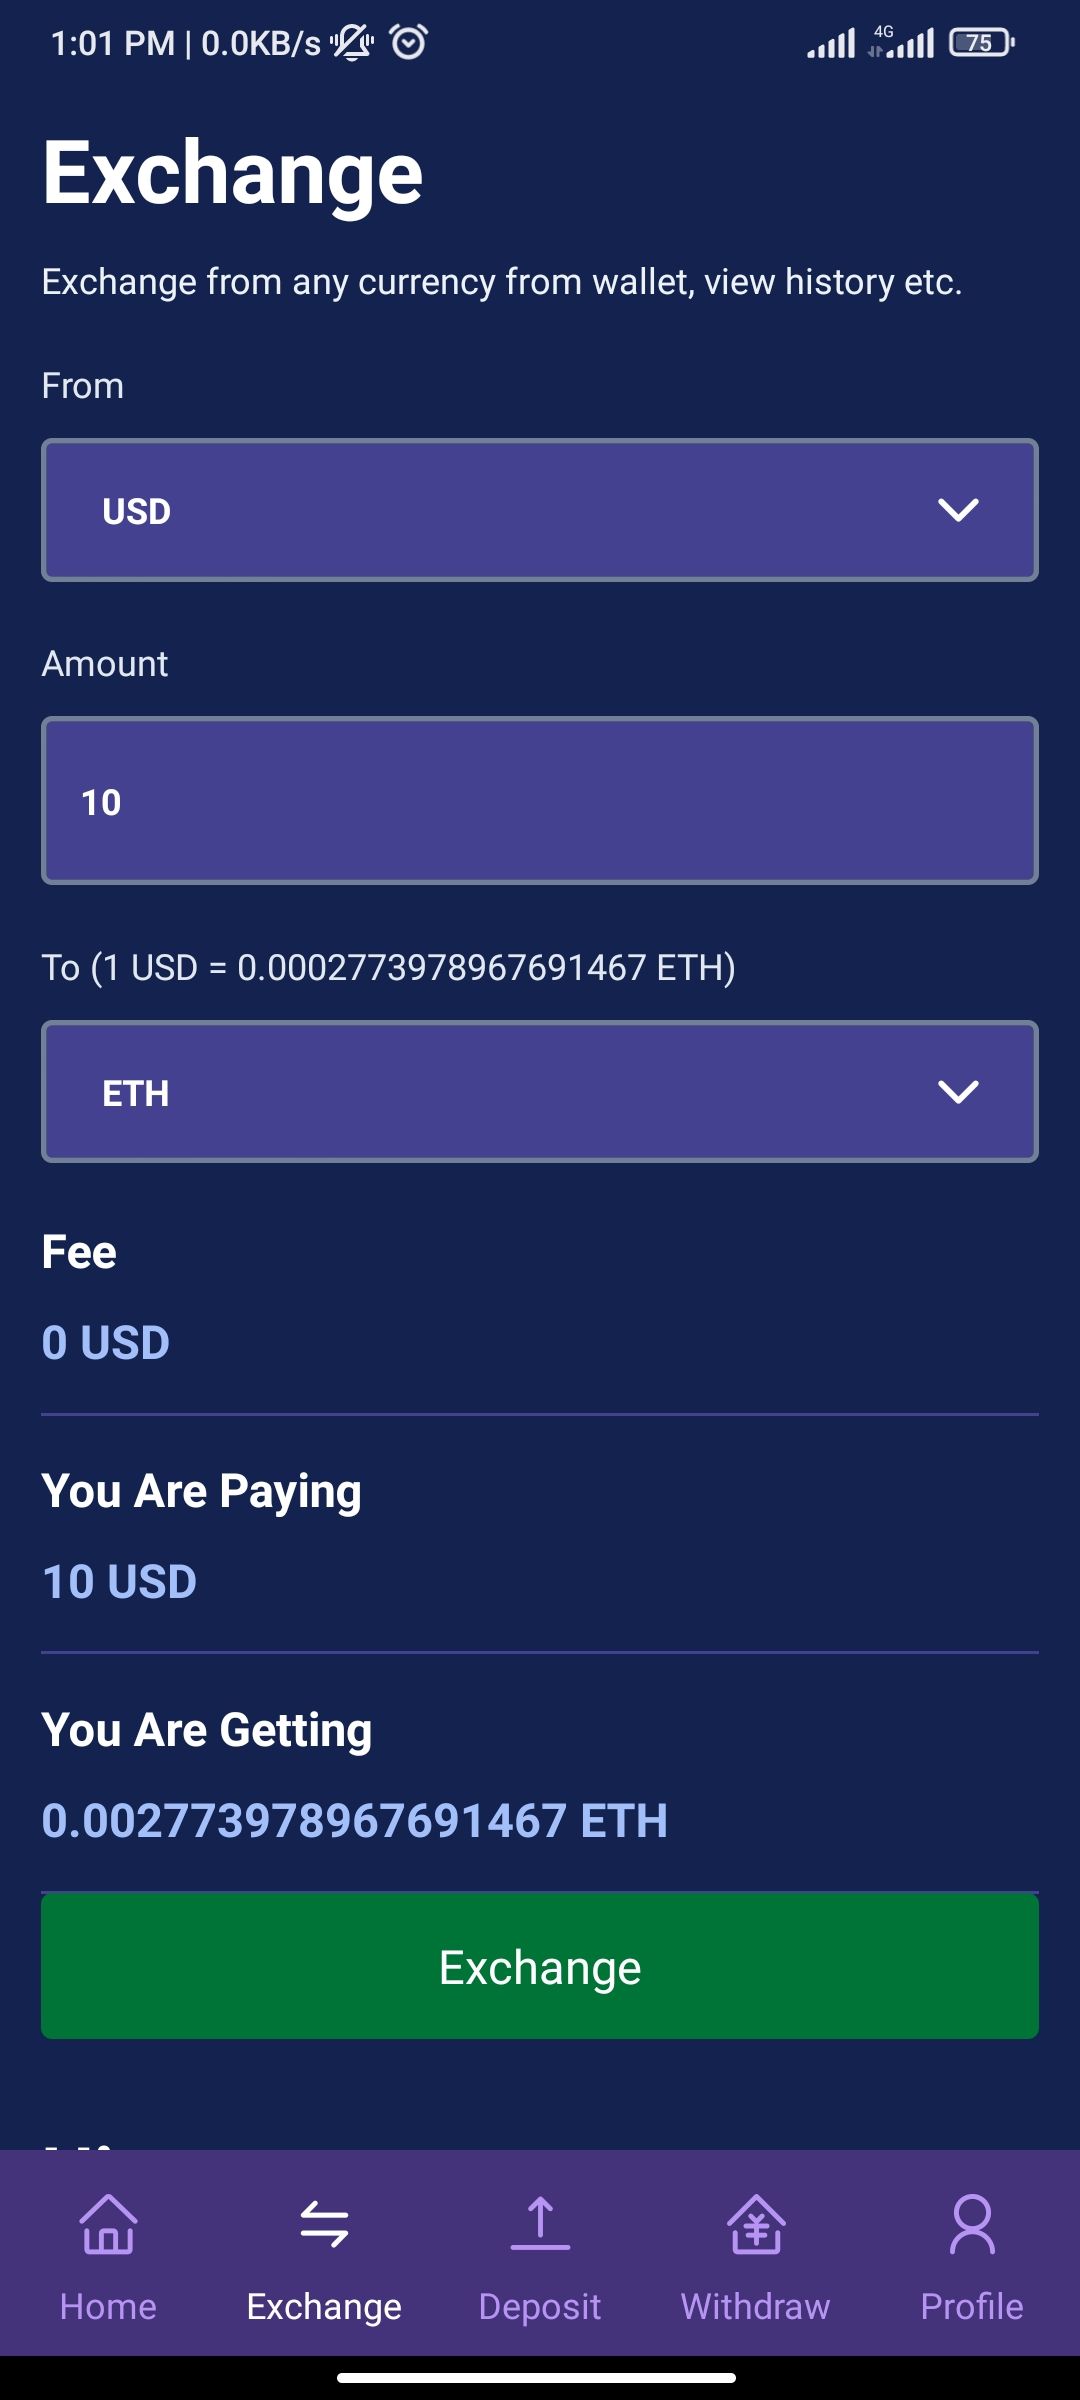 1:01 PM | 0.0KB/s
4G
75
Exchange
Exchange from any currency from wallet, view history etc.
From
USD
Amount
10
To (1 USD = 0.0002773978967691467 ETH)
ETH
Fee
0 USD
You Are Paying
10 USD
You Are Getting
0.002773978967691467 ETH
Exchange
Home
Exchange
Deposit
Withdraw
Profile